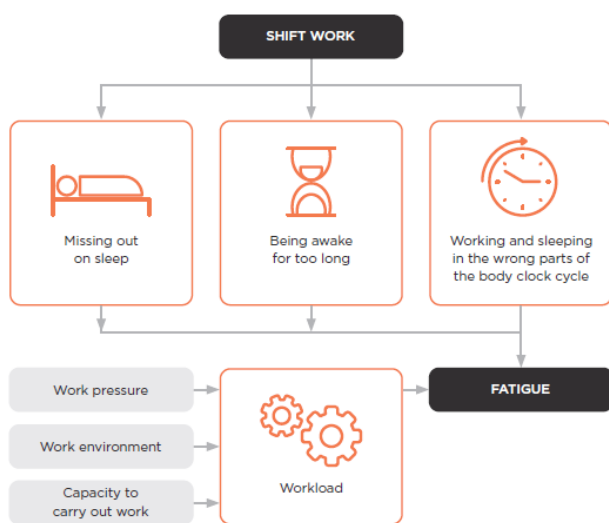 SHIFT WORK
Missing out
on sleep
Being awake
for too long
Working and sleeping
in the wrong parts of
the body clock cycle
Work pressure
Work environment
Capacity to
carry out work
Workload
FATIGUE